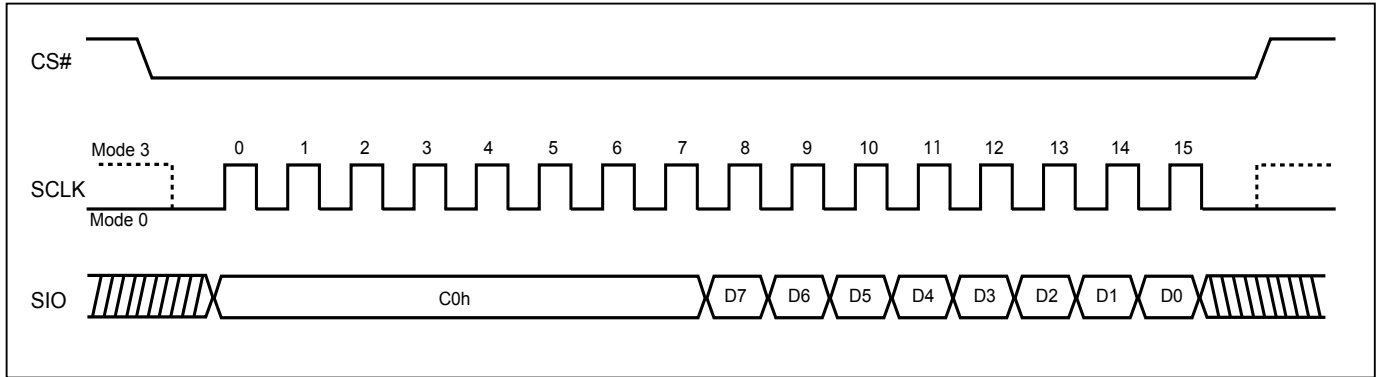 CS#
Mode 3
0 1 2 3 4 5 6 7 8 9 10 11 12 13 14 15
SCLK
Mode 0
SIO
C0h D7 D6 D5 D4 D3 D2 D1 D0